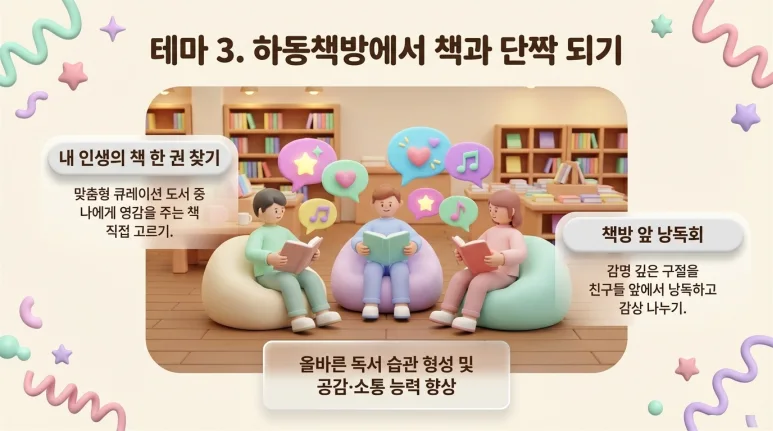 테마 3. 하동책방에서 책과 단짝 되기
내 인생의 책 한 권 찾기
맞춤형 큐레이션 도서 중
나에게 영감을 주는 책
직접 고르기.
책방 앞 낭독회
감명 깊은 구절을
친구들 앞에서 낭독하고
감상 나누기.
올바른 독서 습관 형성 및
공감·소통 능력 향상